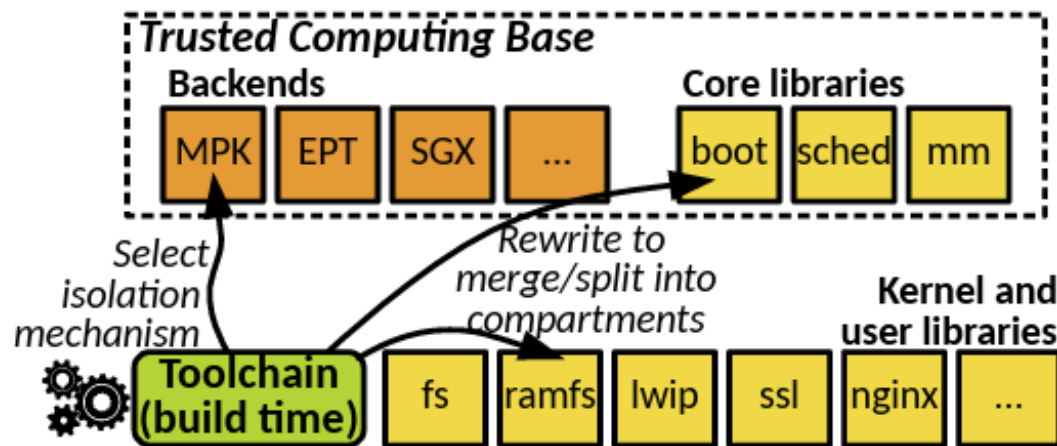 Trusted Computing Base
Backends
Core libraries
MPK
EPT
SGX
...
boot
sched
mm
Select
isolation
mechanism
Rewrite to
merge/split into
compartments
Kernel and
user libraries
Toolchain
(build time)
fs
ramfs
lwip
ssl
nginx
...